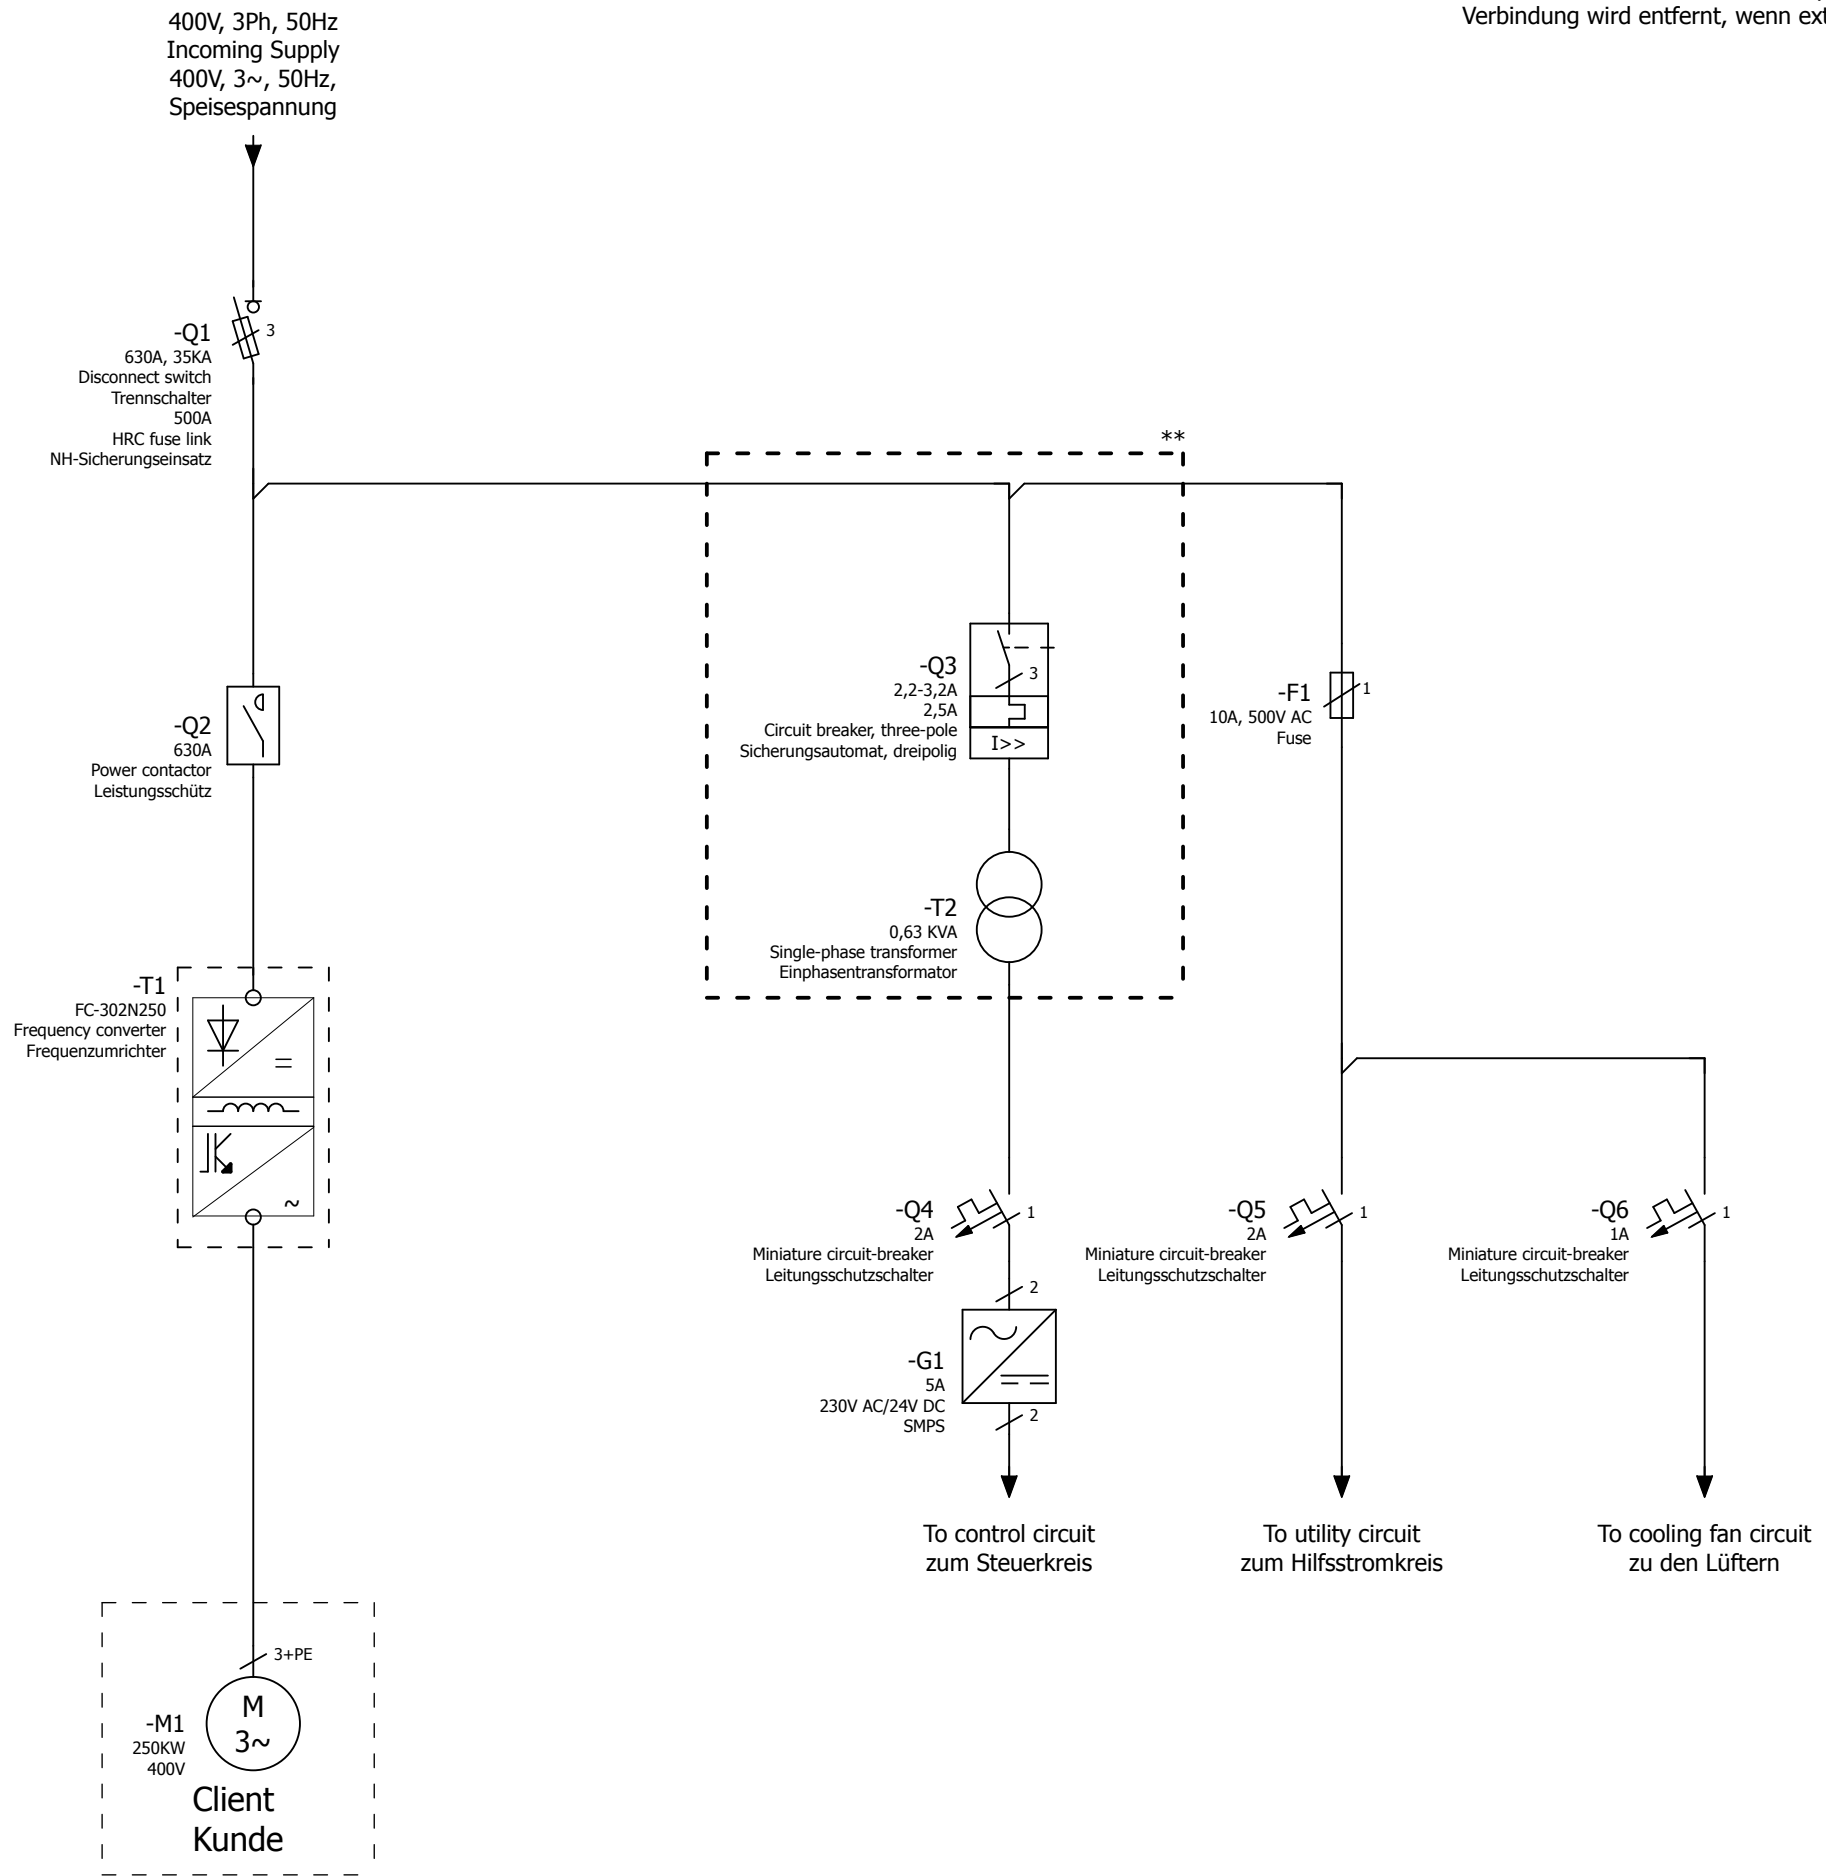 400V, 3Ph, 50Hz
Incoming Supply
400V, 3~, 50Hz,
Speisespannung
Verbindung wird entfernt, wenn
-Q1
630A, 35KA
Disconnect switch
Trennschalter
500A
HRC fuse link
NH-Sicherungseinsatz
3
**
-Q2
630A
Power contactor
Leistungsschütz
-Q3
2,2-3,2A
2,5A
Circuit breaker, three-pole
Sicherungsautomat, dreipolig
3
I>>
-F1
10A, 500V AC
Fuse
1
-T2
0,63 KVA
Single-phase transformer
Einphasentransformator
-T1
FC-302N250
Frequency converter
Frequenzumrichter
=
~
-Q4
2A
Miniature circuit-breaker
Leitungsschutzschalter
1
2
-Q5
2A
Miniature circuit-breaker
Leitungsschutzschalter
1
-Q6
1A
Miniature circuit-breaker
Leitungsschutzschalter
1
-G1
5A
230V AC/24V DC
SMPS
2
To control circuit
zum Steuerkreis
To utility circuit
zum Hilfsstromkreis
To cooling fan circuit
zu den Lüftern
3+PE
-M1
250KW
400V
M
3~
Client
Kunde